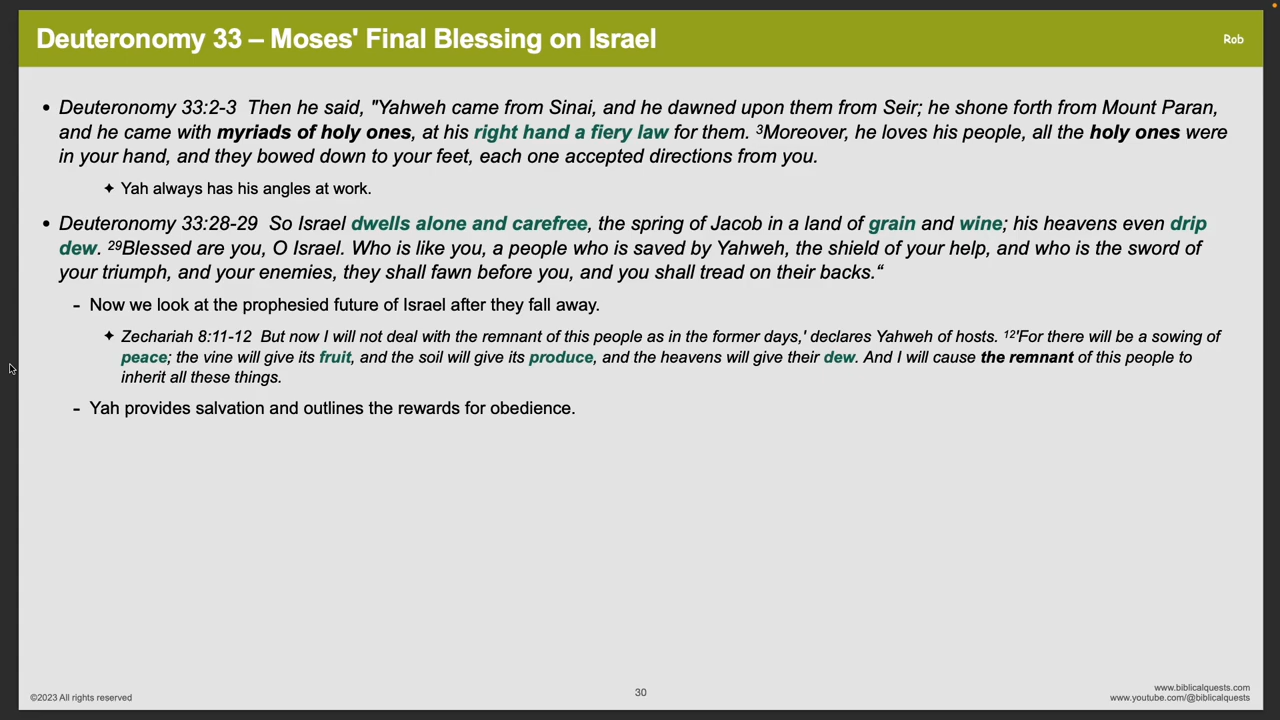 Deuteronomy 33 – Moses' Final Blessing on Israel
Rob
• Deuteronomy 33:2-3 Then he said, "Yahweh came from Sinai, and he dawned upon them from Seir; he shone forth from Mount Paran,
and he came with myriads of holy ones, at his right hand a fiery law for them. ³Moreover, he loves his people, all the holy ones were
in your hand, and they bowed down to your feet, each one accepted directions from you.
✦ Yah always has his angles at work.
• Deuteronomy 33:28-29 So Israel dwells alone and carefree, the spring of Jacob in a land of grain and wine; his heavens even drip
dew. ²⁹Blessed are you, O Israel. Who is like you, a people who is saved by Yahweh, the shield of your help, and who is the sword of
your triumph, and your enemies, they shall fawn before you, and you shall tread on their backs.“
- Now we look at the prophesied future of Israel after they fall away.
✦ Zechariah 8:11-12 But now I will not deal with the remnant of this people as in the former days,' declares Yahweh of hosts. ¹²'For there will be a sowing of
peace; the vine will give its fruit, and the soil will give its produce, and the heavens will give their dew. And I will cause the remnant of this people to
inherit all these things.
- Yah provides salvation and outlines the rewards for obedience.
©2023 All rights reserved
30
www.biblicalquests.com
www.youtube.com/@biblicalquests